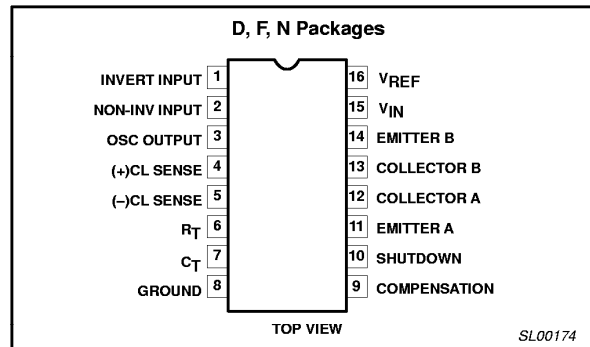 D, F, N Packages
INVERT INPUT 1
NON-INV INPUT 2
OSC OUTPUT 3
(+)CL SENSE 4
(–)CL SENSE 5
RT 6
CT 7
GROUND 8
16 VREF
15 VIN
14 EMITTER B
13 COLLECTOR B
12 COLLECTOR A
11 EMITTER A
10 SHUTDOWN
9 COMPENSATION
TOP VIEW
SL00174